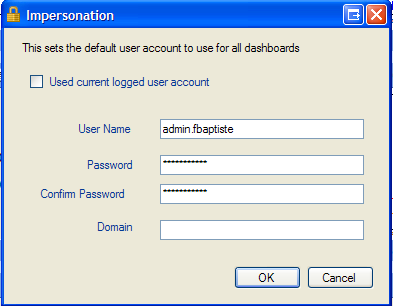 Impersonation
This sets the default user account to use for all dashboards
Used current logged user account
User Name admin.fbaptiste
Password ***********
Confirm Password ***********
Domain
OK Cancel